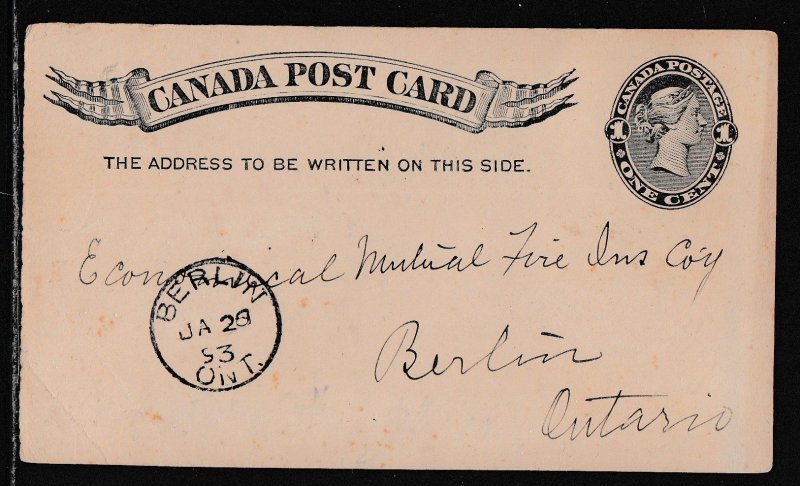 CANADA POST CARD
CANADA POSTAGE
1 1
ONE CENT
THE ADDRESS TO BE WRITTEN ON THIS SIDE.
Economical Mutual Fire Ins Coy
BERLIN
JA 28
93
ONT.
Berlin
Ontario